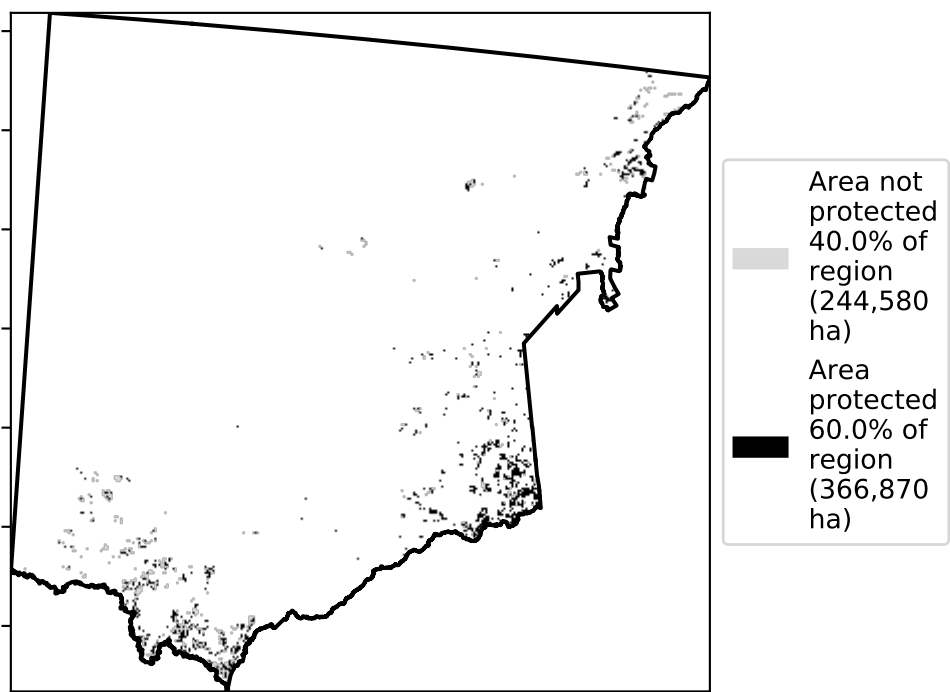 Area not
protected
40.0% of
region
(244,580
ha)
Area
protected
60.0% of
region
(366,870
ha)